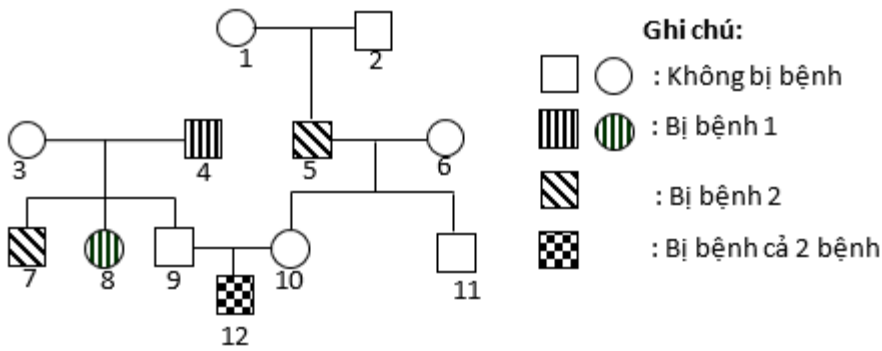 Ghi chú:
1
2
: Không bị bệnh
: Bị bệnh 1
3
4
5
6
: Bị bệnh 2
: Bị bệnh cả 2 bệnh
7
8
9
10
11
12